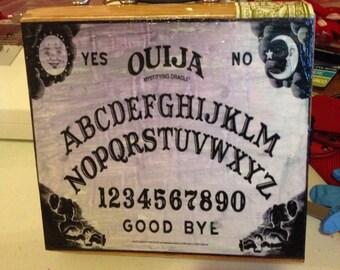 YES OUIJA NO
MYSTIFYING ORACLE
ABCDEFGHIJKLM
NOPQRSTUVWXYZ
1234567890
GOOD BYE